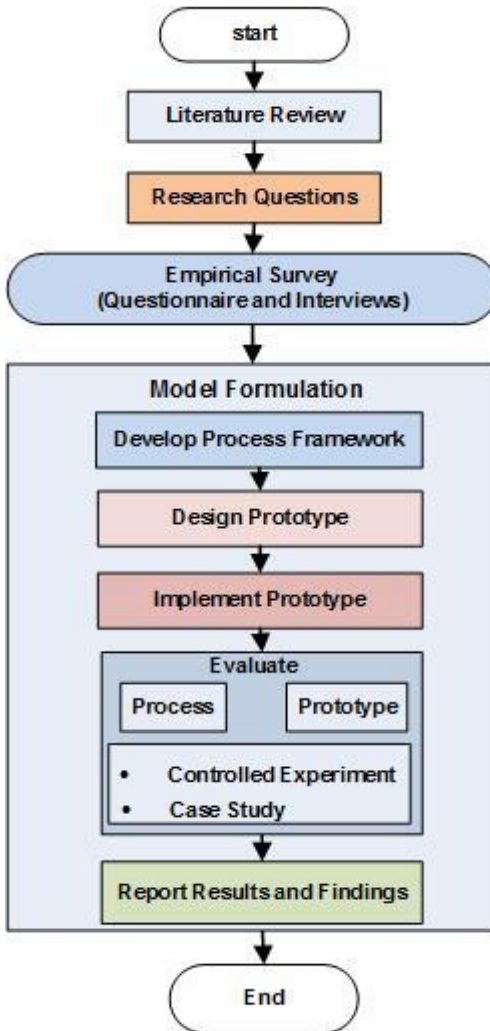 start
Literature Review
Research Questions
Empirical Survey
(Questionnaire and Interviews)
Model Formulation
Develop Process Framework
Design Prototype
Implement Prototype
Evaluate
Process
Prototype
• Controlled Experiment
• Case Study
Report Results and Findings
End